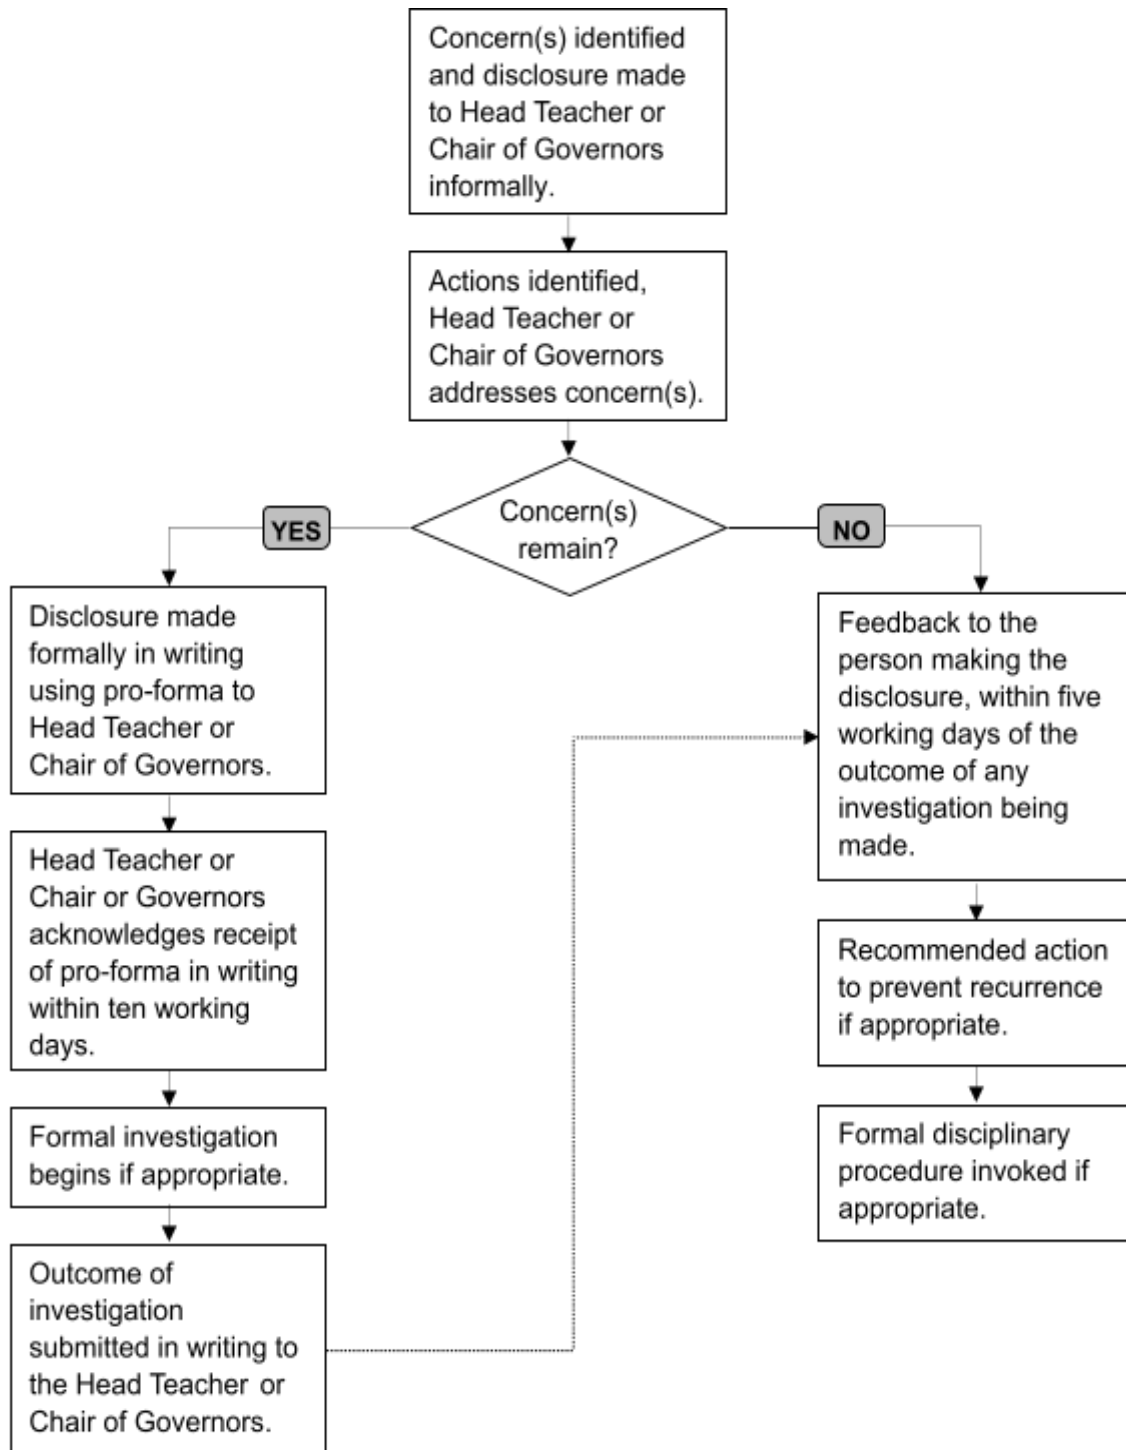 Concern(s) identified
and disclosure made
to Head Teacher or
Chair of Governors
informally.
Actions identified,
Head Teacher or
Chair of Governors
addresses concern(s).
Concern(s)
remain?
YES
NO
Disclosure made
formally in writing
using pro-forma to
Head Teacher or
Chair of Governors.
Head Teacher or
Chair or Governors
acknowledges receipt
of pro-forma in writing
within ten working
days.
Formal investigation
begins if appropriate.
Outcome of
investigation
submitted in writing to
the Head Teacher or
Chair of Governors.
Feedback to the
person making the
disclosure, within five
working days of the
outcome of any
investigation being
made.
Recommended action
to prevent recurrence
if appropriate.
Formal disciplinary
procedure invoked if
appropriate.